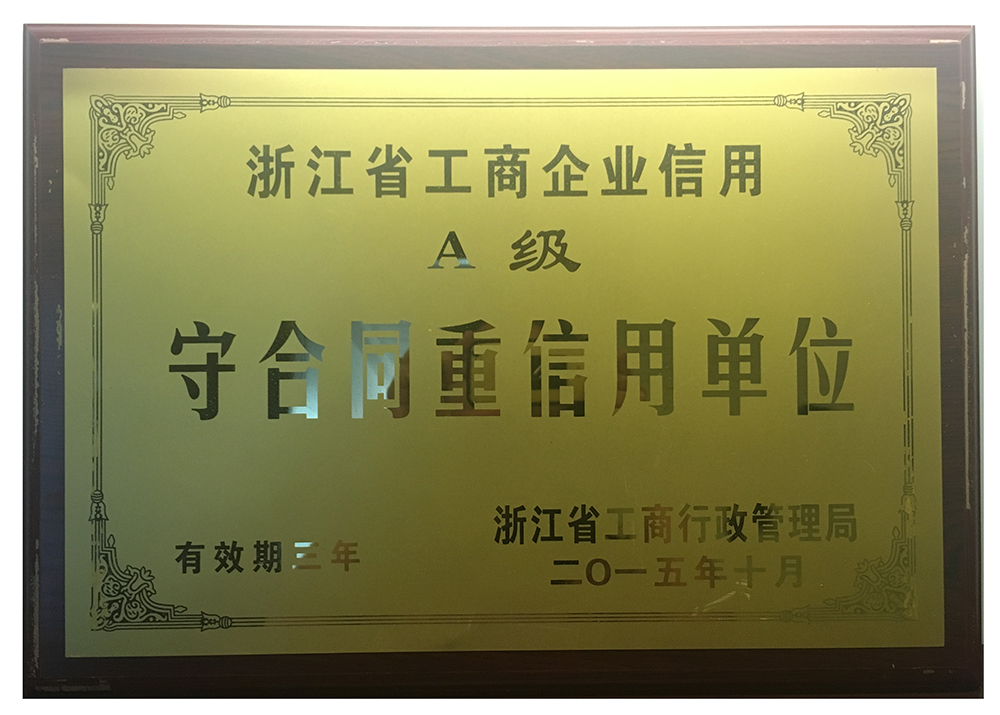 浙江省工商企业信用
A 级
守合同重信用单位
浙江省工商行政管理局
有效期三年
二〇一五年十月